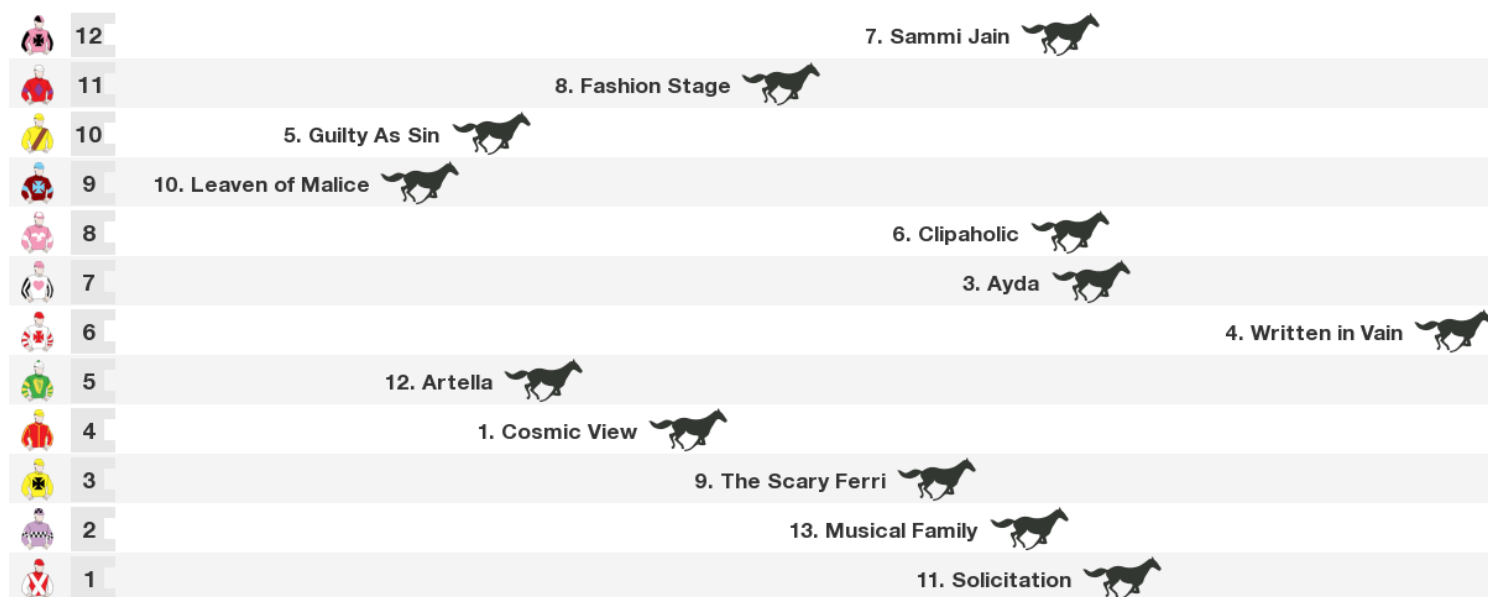 12 7. Sammi Jain
11 8. Fashion Stage
10 5. Guilty As Sin
9 10. Leaven of Malice
8 6. Clipaholic
7 3. Ayda
6 4. Written in Vain
5 12. Artella
4 1. Cosmic View
3 9. The Scary Ferri
2 13. Musical Family
1 11. Solicitation